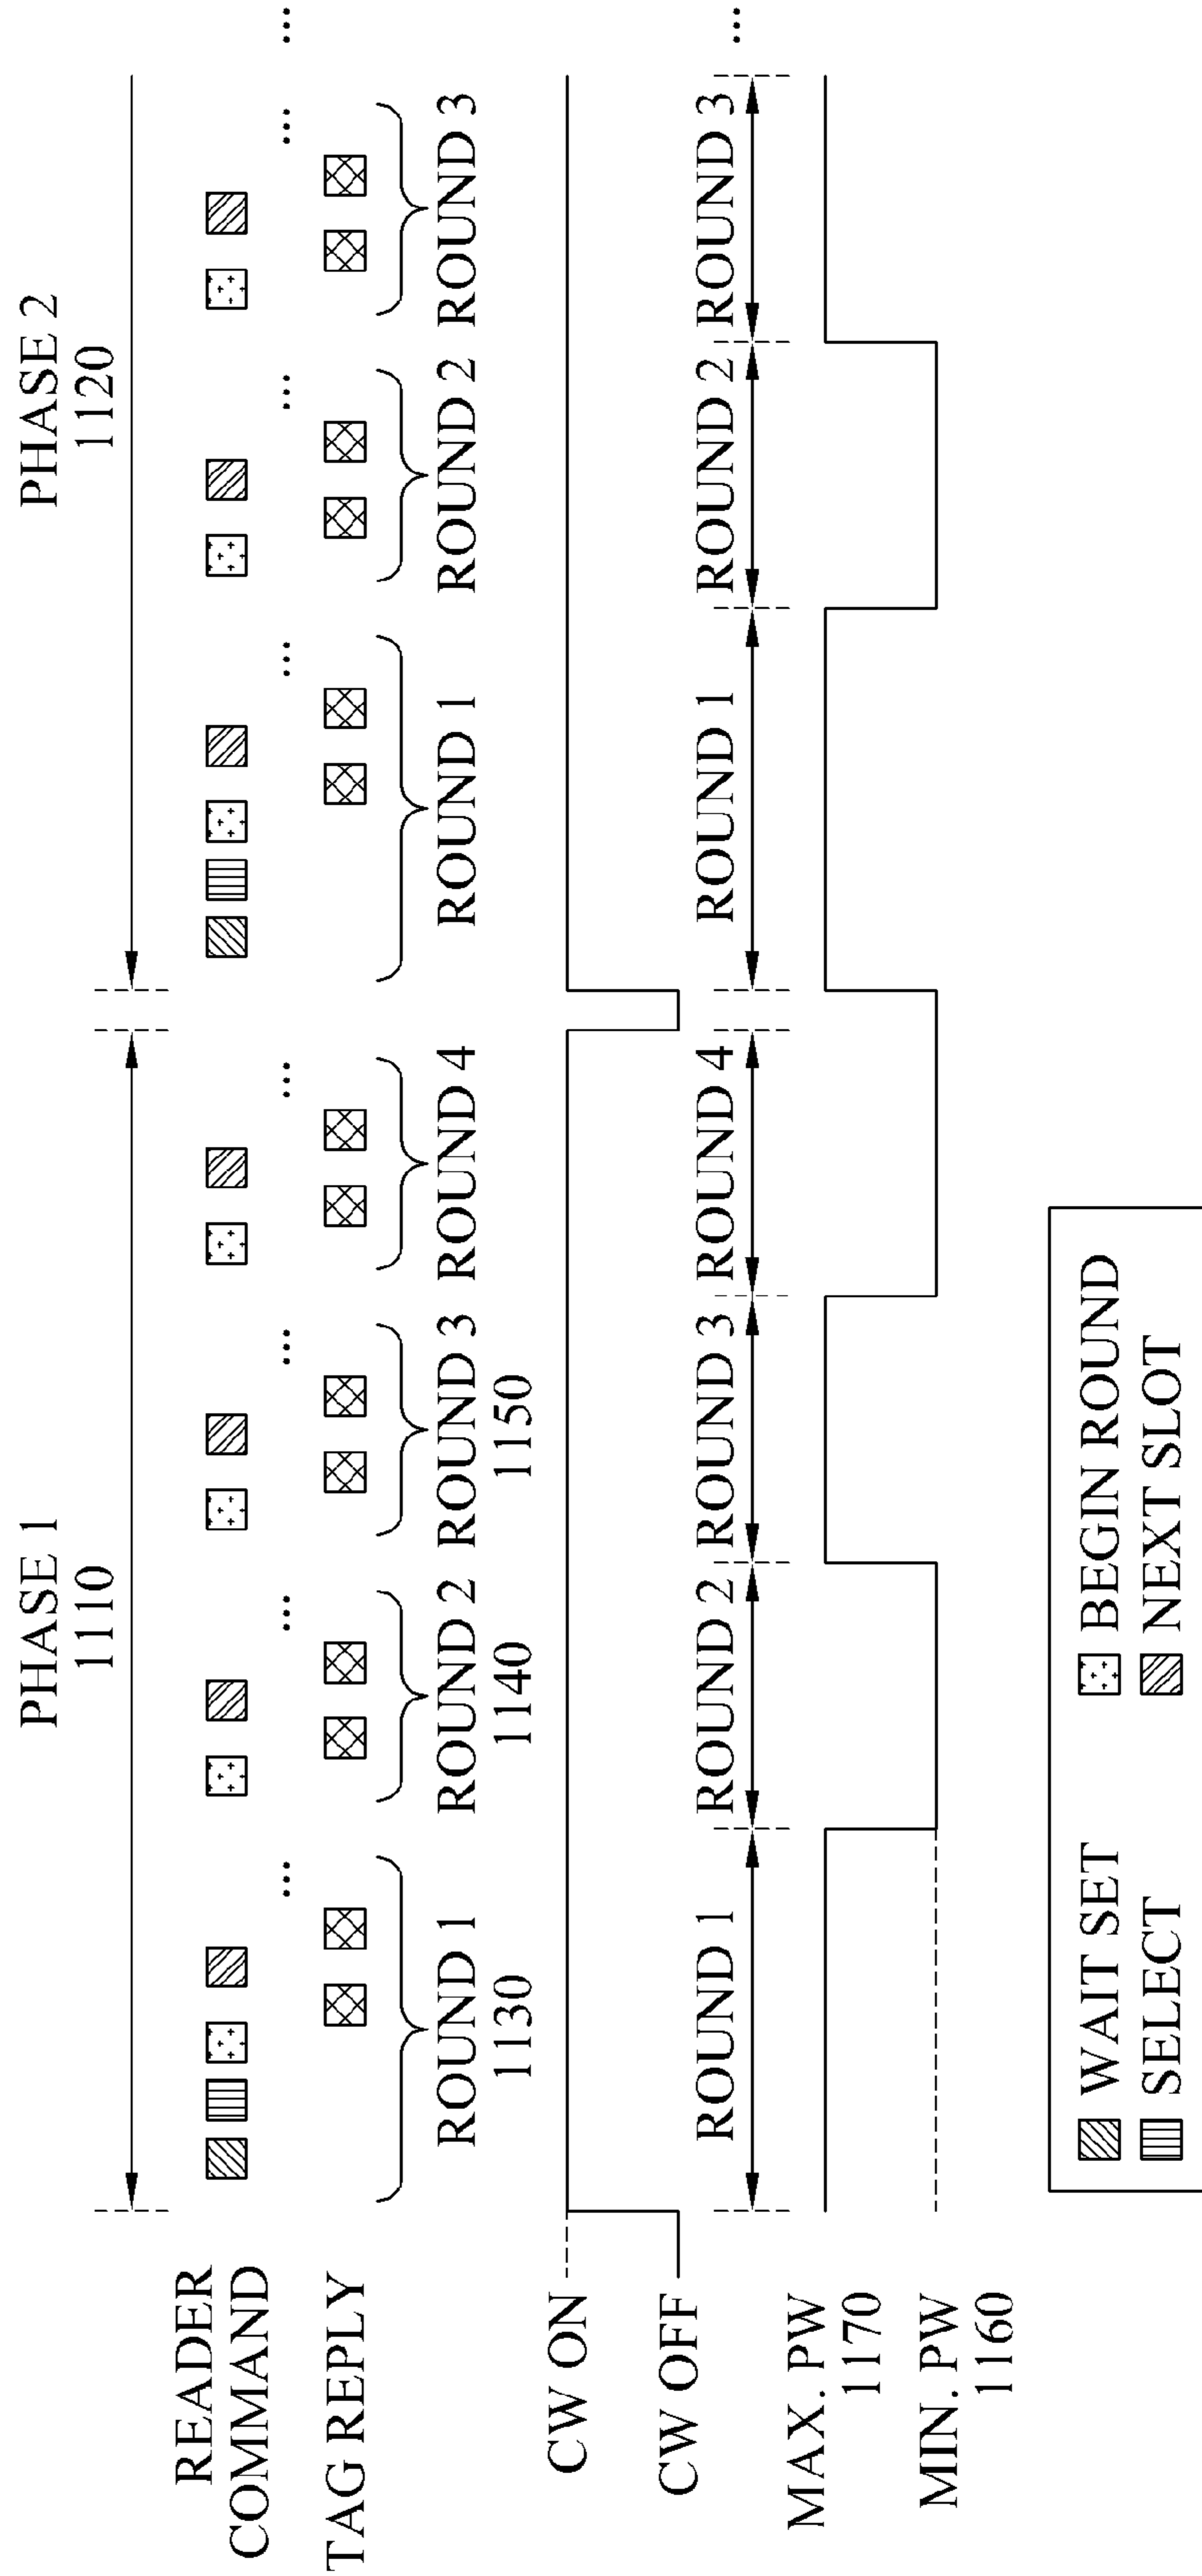 PHASE 1
1110
PHASE 2
1120
READER
COMMAND
...
...
...
...
...
...
...
...
TAG REPLY
ROUND 1
1130
ROUND 2
1140
ROUND 3
1150
ROUND 4
ROUND 1
ROUND 2
ROUND 3
CW ON
CW OFF
ROUND 1
ROUND 2
ROUND 3
ROUND 4
ROUND 1
ROUND 2
ROUND 3
...
MAX. PW
1170
MIN. PW
1160
WAIT SET
BEGIN ROUND
SELECT
NEXT SLOT